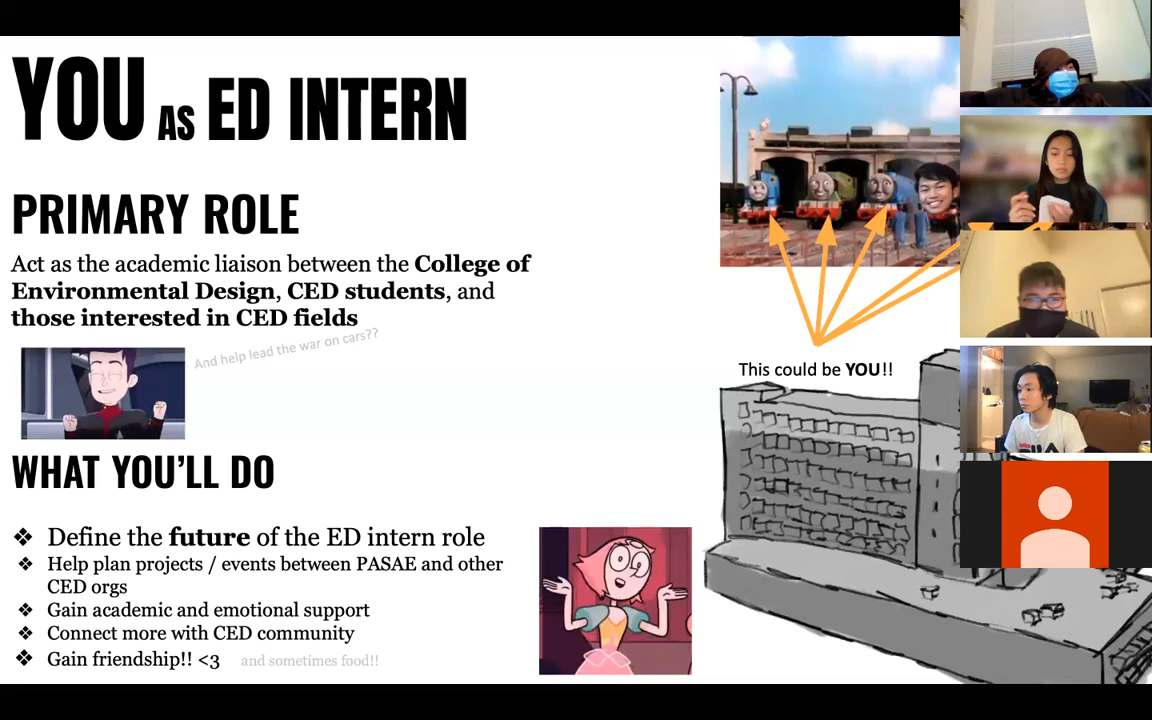 YOU AS ED INTERN
PRIMARY ROLE
Act as the academic liaison between the College of
Environmental Design, CED students, and
those interested in CED fields
And help lead the war on cars??
WHAT YOU'LL DO
❖ Define the future of the ED intern role
❖ Help plan projects / events between PASAE and other
CED orgs
❖ Gain academic and emotional support
❖ Connect more with CED community
❖ Gain friendship!! <3 and sometimes food!!
This could be YOU!!